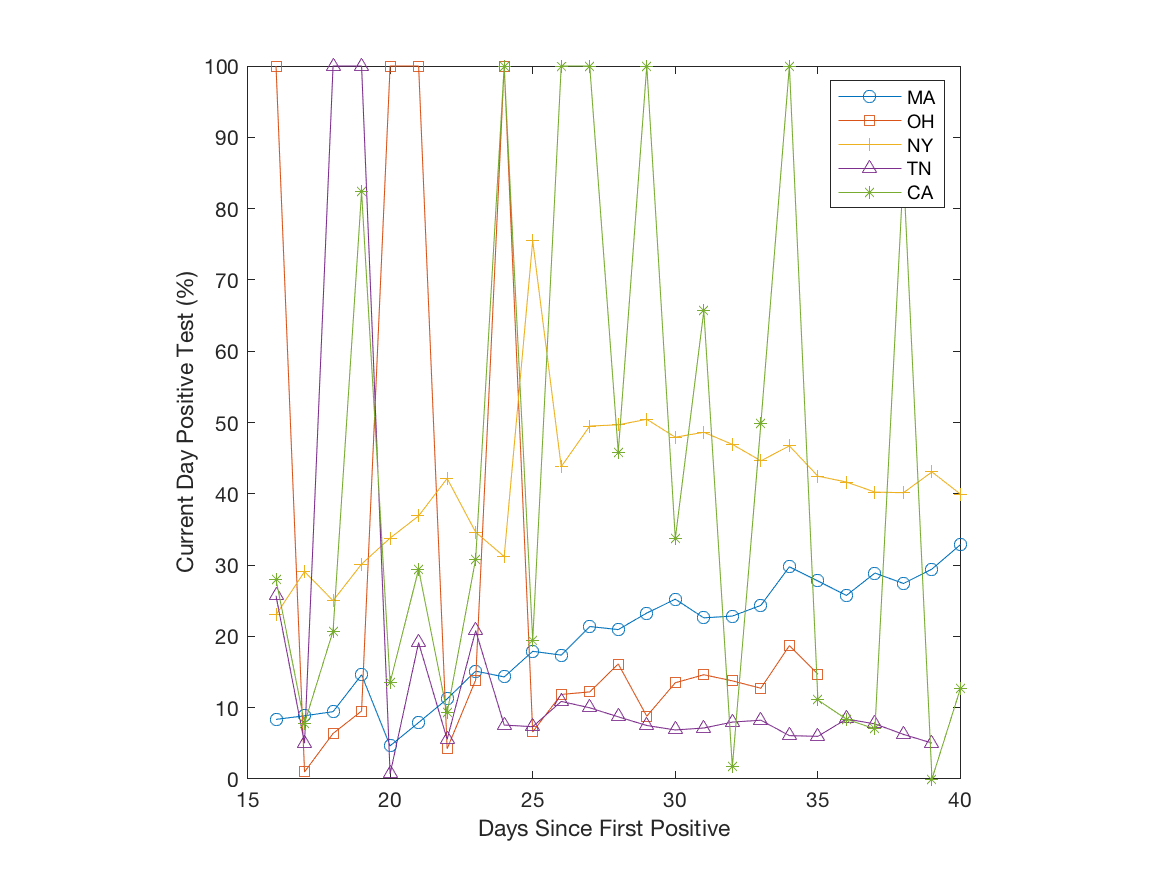 100
90
80
70
60
50
40
30
20
10
0
15 20 25 30 35 40
Current Day Positive Test (%)
Days Since First Positive
MA
OH
NY
TN
CA